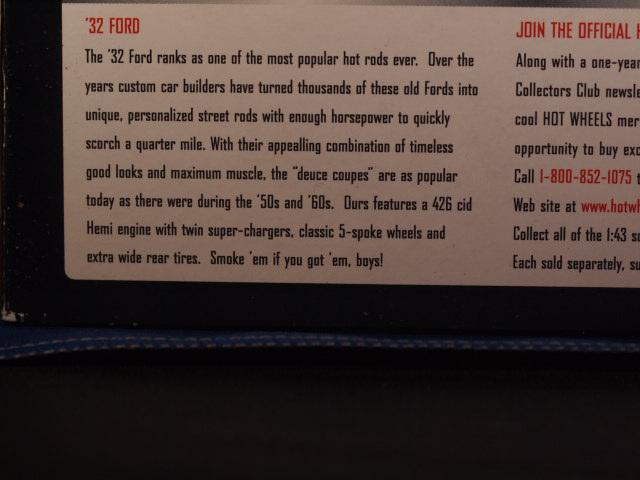 '32 FORD
The '32 Ford ranks as one of the most popular hot rods ever. Over the
years custom car builders have turned thousands of these old Fords into
unique, personalized street rods with enough horsepower to quickly
scorch a quarter mile. With their appealling combination of timeless
good looks and maximum muscle, the "deuce coupes" are as popular
today as there were during the '50s and '60s. Ours features a 426 cid
Hemi engine with twin super-chargers, classic 5-spoke wheels and
extra wide rear tires. Smoke 'em if you got 'em, boys!
JOIN THE OFFICIAL
Along with a one-year
Collectors Club
cool HOT WHEELS
opportunity to buy
Call 1-800-852-1075
Web site at
Collect all of the 1:43
Each sold separately,